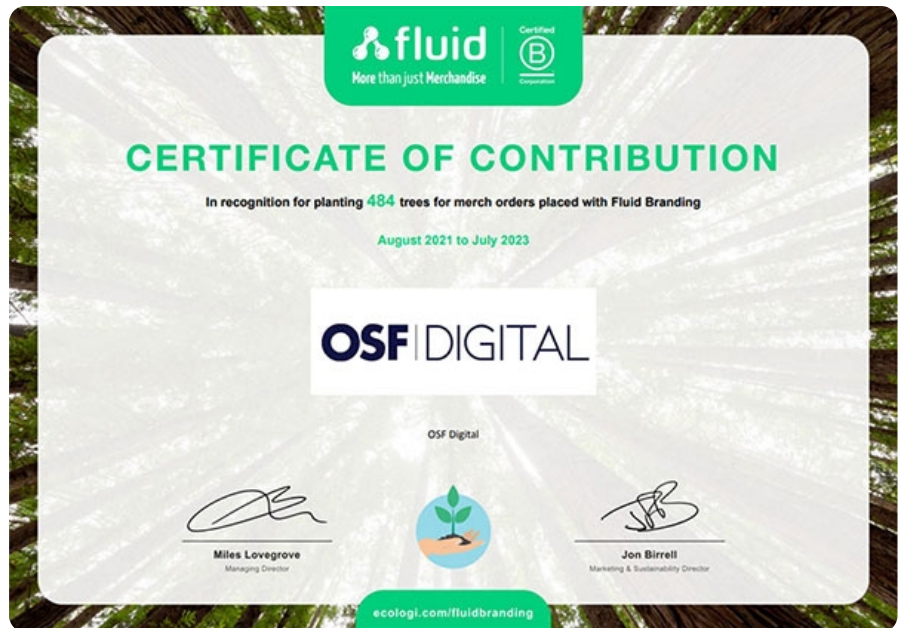 fluid
More than just Merchandise
Certified
B
Corporation
CERTIFICATE OF CONTRIBUTION
In recognition for planting 484 trees for merch orders placed with Fluid Branding
August 2021 to July 2023
OSF|DIGITAL
OSF Digital
Miles Lovegrove
Managing Director
Jon Birrell
Marketing & Sustainability Director
ecologi.com/fluidbranding